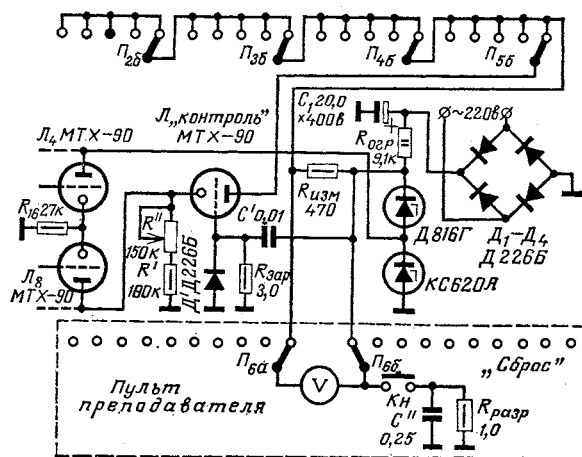 П2б П3б П4б П5б
Л4 МТХ-90
Л „контроль”
МТХ-90
C1 20,0
×400в
~220в
Rогр
9,1к
R16 27к
Rизм
470
C' 0,01
R"
150к
R'
180к
Д' Д226Б
Rзар
3,0
Д816Г
КС620А
Д1-Д4
Д226Б
Л8
МТХ-90
П6а
П6б
„Сброс”
V
Пульт
преподавателя
Кн
C"
0,25
Rразр
1,0